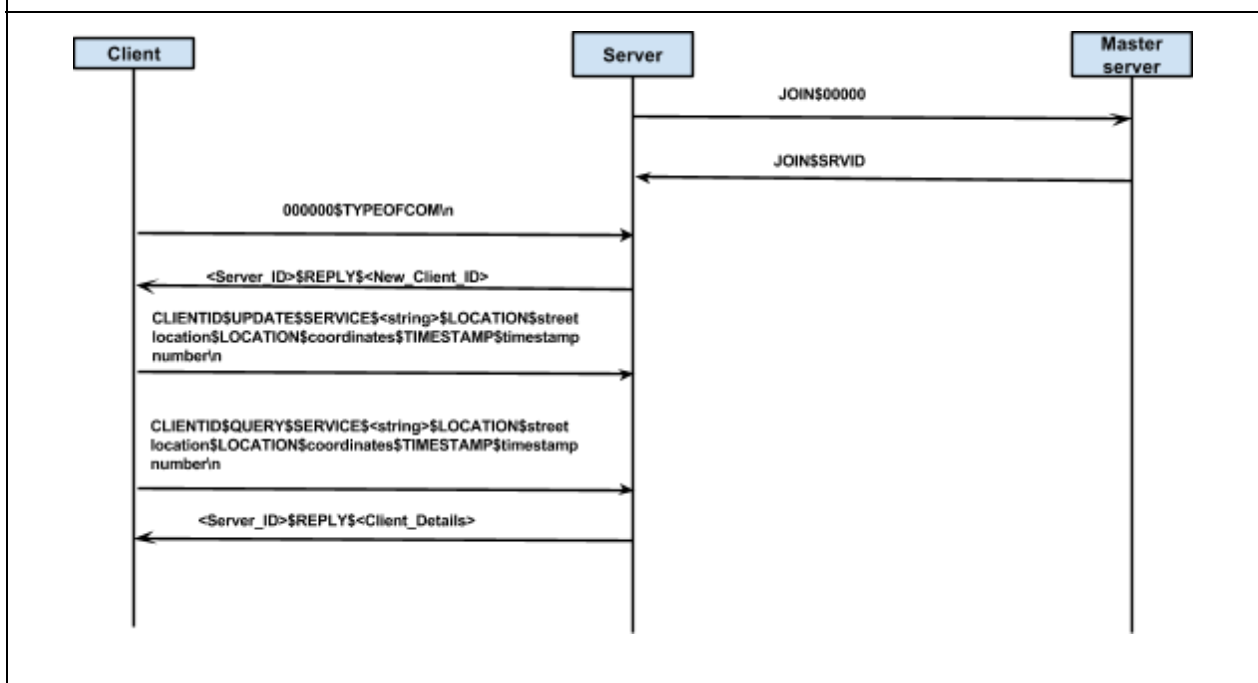 Client
Server
Master
server
JOIN$00000
JOIN$SRVID
000000$TYPEOFCOM\n
<Server_ID>$REPLY$<New_Client_ID>
CLIENTID$UPDATE$SERVICE$<string>$LOCATION$street
location$LOCATION$coordinates$TIMESTAMP$timestamp
number\n
CLIENTID$QUERY$SERVICE$<string>$LOCATION$street
location$LOCATION$coordinates$TIMESTAMP$timestamp
number\n
<Server_ID>$REPLY$<Client_Details>